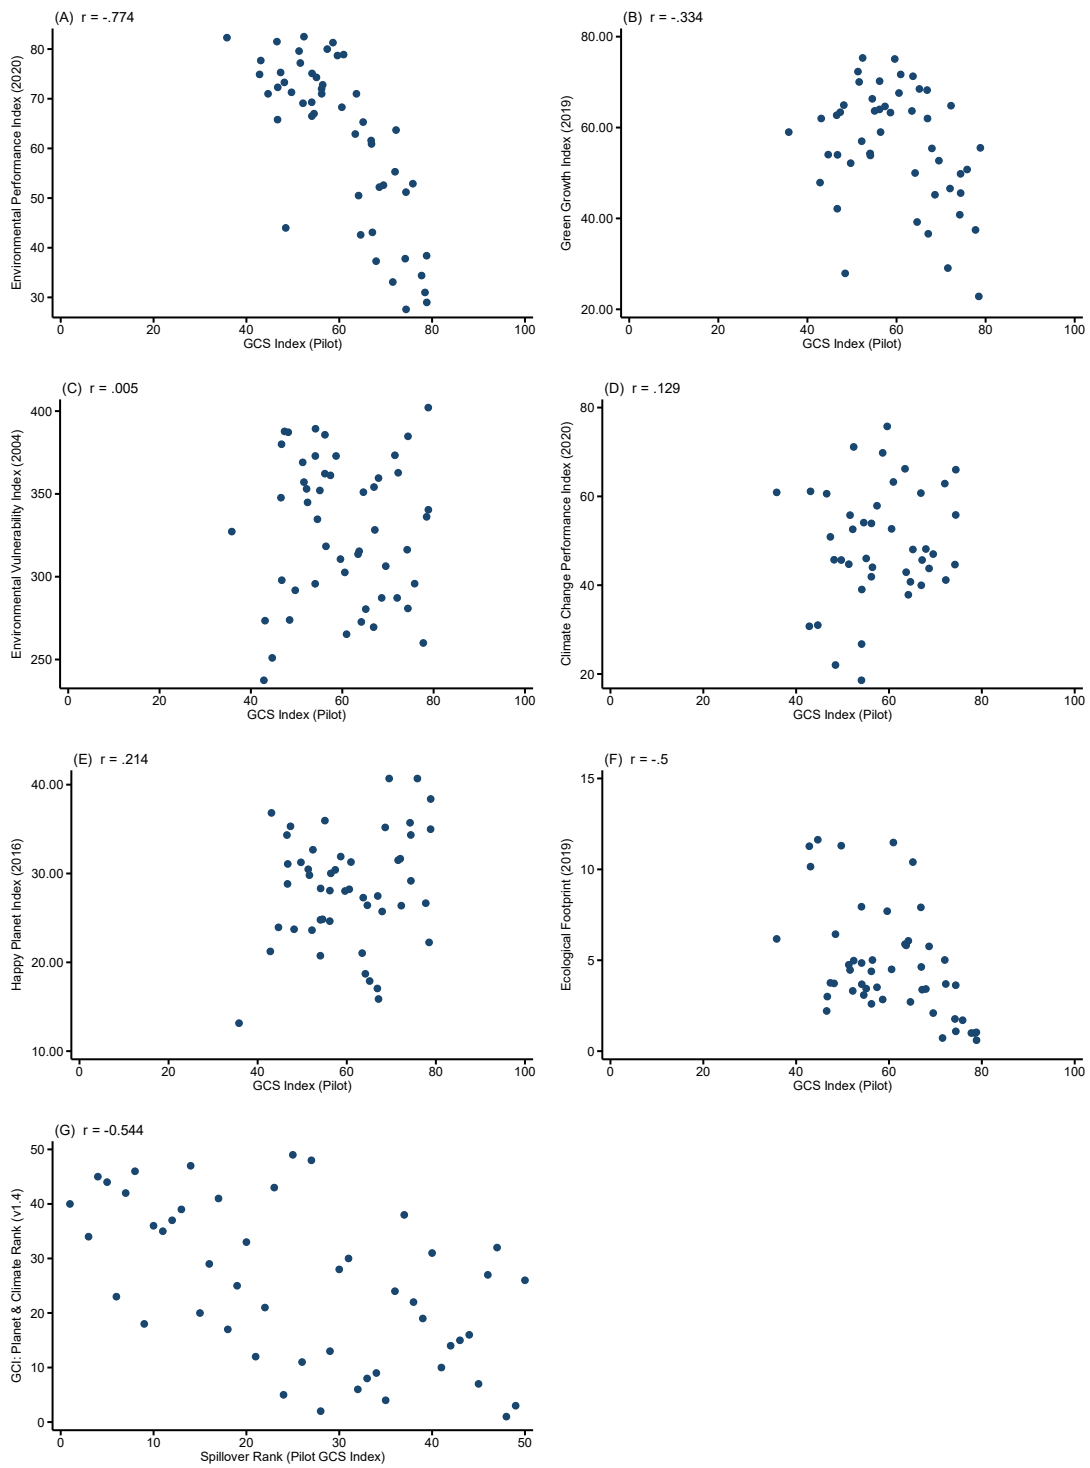 (A)  r = -.774
Environmental Performance Index (2020)
80
70
60
50
40
30
0 20 40 60 80 100
GCS Index (Pilot)
(B)  r = -.334
Green Growth Index (2019)
80.00
60.00
40.00
20.00
0 20 40 60 80 100
GCS Index (Pilot)
(C)  r = .005
Environmental Vulnerability Index (2004)
400
350
300
250
0 20 40 60 80 100
GCS Index (Pilot)
(D)  r = .129
Climate Change Performance Index (2020)
80
60
40
20
0 20 40 60 80 100
GCS Index (Pilot)
(E)  r = .214
Happy Planet Index (2016)
40.00
30.00
20.00
10.00
0 20 40 60 80 100
GCS Index (Pilot)
(F)  r = -.5
Ecological Footprint (2019)
15
10
5
0
0 20 40 60 80 100
GCS Index (Pilot)
(G)  r = -0.544
GCI: Planet & Climate Rank (v1.4)
50
40
30
20
10
0
0 10 20 30 40 50
Spillover Rank (Pilot GCS Index)